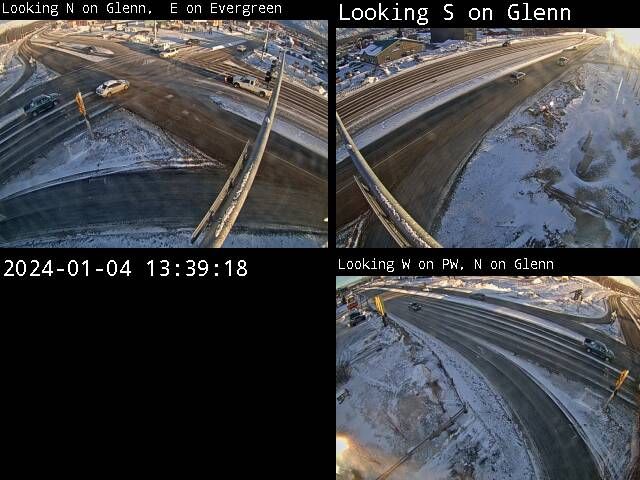 Looking N on Glenn,  E on Evergreen
Looking S on Glenn
2024-01-04 13:39:18
Looking W on PW, N on Glenn